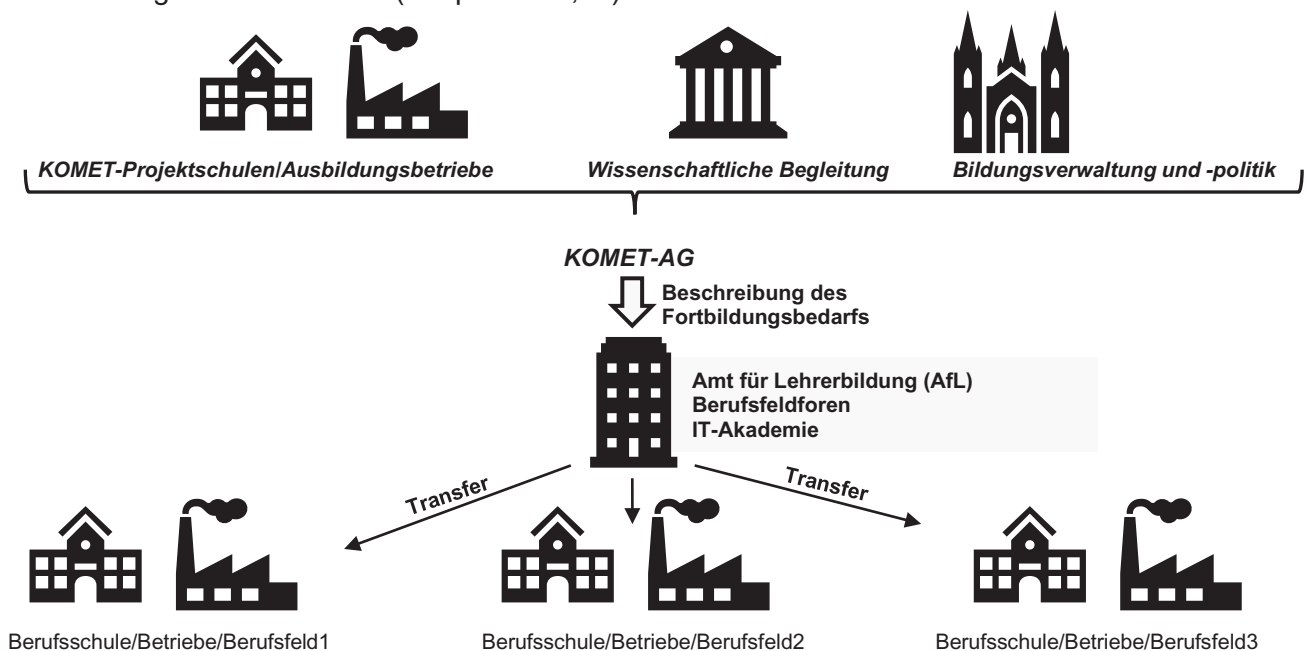 KOMET-Projektschulen/Ausbildungsbetriebe
Wissenschaftliche Begleitung
Bildungsverwaltung und -politik
KOMET-AG
Beschreibung des
Fortbildungsbedarfs
Amt für Lehrerbildung (AfL)
Berufsfeldforen
IT-Akademie
Transfer
Transfer
Berufsschule/Betriebe/Berufsfeld1
Berufsschule/Betriebe/Berufsfeld2
Berufsschule/Betriebe/Berufsfeld3